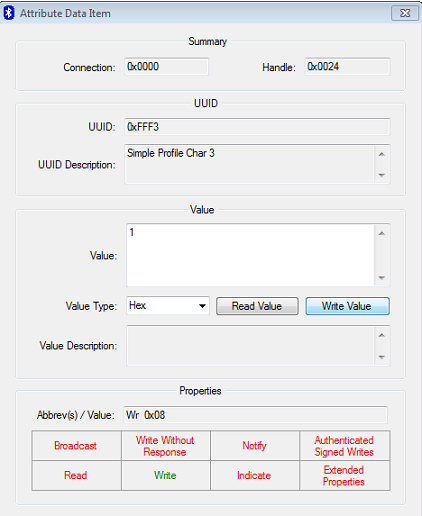 Attribute Data Item
Summary
Connection: 0x0000 Handle: 0x0024
UUID
UUID: 0xFFF3
UUID Description: Simple Profile Char 3
Value
Value: 1
Value Type: Hex Read Value Write Value
Value Description:
Properties
Abbrev(s) / Value: Wr 0x08
Broadcast Write Without Response Notify Authenticated Signed Writes
Read Write Indicate Extended Properties